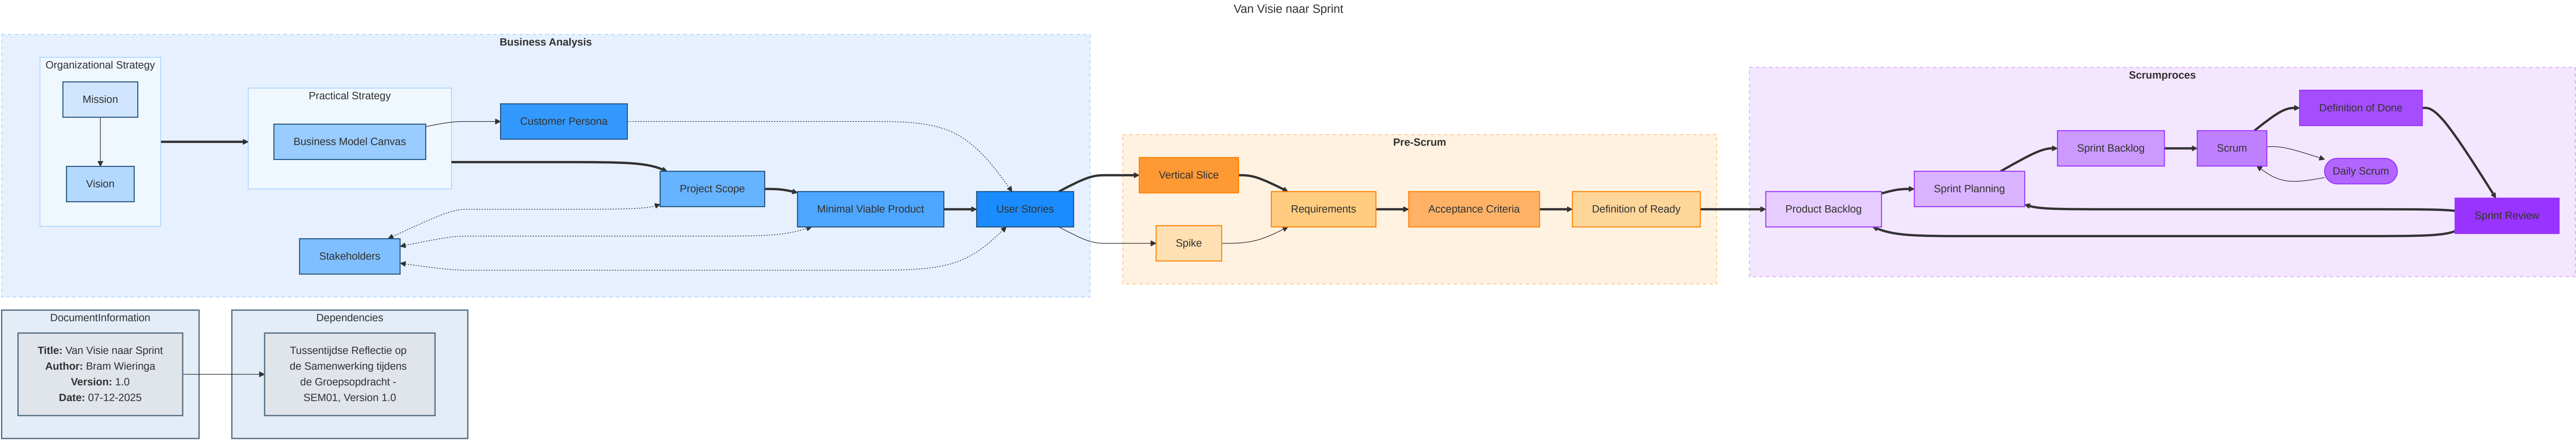 Van Visie naar Sprint
Business Analysis
Organizational Strategy
Mission
Vision
Practical Strategy
Business Model Canvas
Customer Persona
Project Scope
Stakeholders
Minimal Viable Product
User Stories
Pre-Scrum
Vertical Slice
Spike
Requirements
Acceptance Criteria
Definition of Ready
Scrumproces
Product Backlog
Sprint Planning
Sprint Backlog
Scrum
Definition of Done
Daily Scrum
Sprint Review
DocumentInformation
Title: Van Visie naar Sprint
Author: Bram Wieringa
Version: 1.0
Date: 07-12-2025
Dependencies
Tussentijdse Reflectie op
de Samenwerking tijdens
de Groepsopdracht -
SEM01, Version 1.0